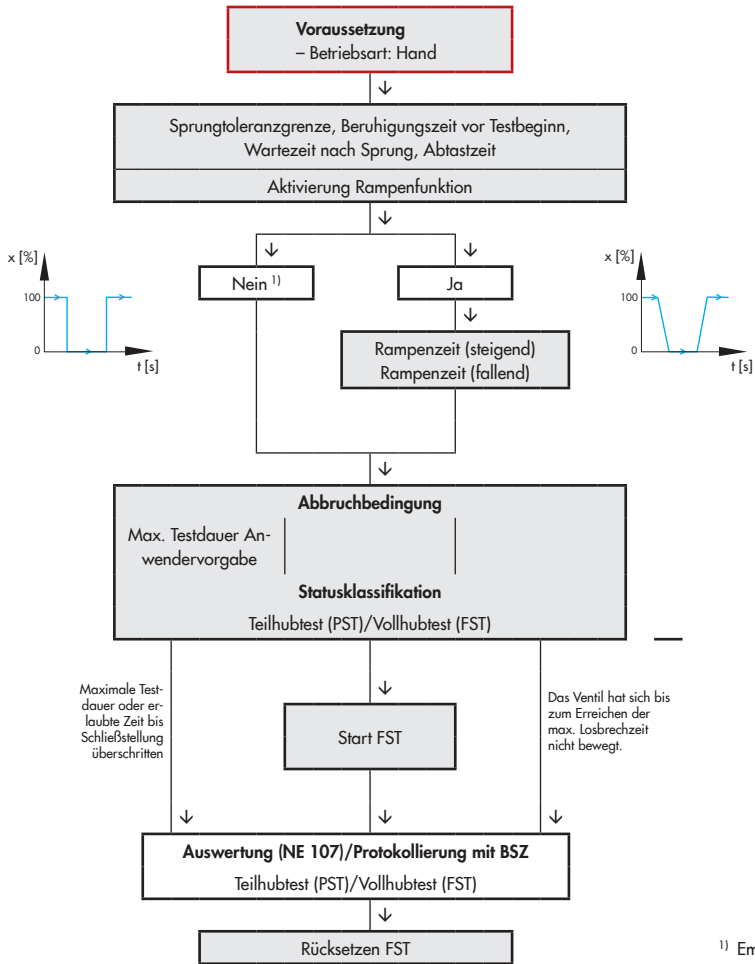 Voraussetzung
– Betriebsart: Hand
Sprungtoleranzgrenze, Beruhigungszeit vor Testbeginn,
Wartezeit nach Sprung, Abtastzeit
Aktivierung Rampenfunktion
x [%]
100
0
t [s]
Nein 1)
Ja
x [%]
100
0
t [s]
Rampenzeit (steigend)
Rampenzeit (fallend)
Abbruchbedingung
Max. Testdauer An-
wendervorgabe
Statusklassifikation
Teilhubtest (PST)/Vollhubtest (FST)
Maximale Test-
dauer oder er-
laubte Zeit bis
Schließstellung
überschritten
Start FST
Das Ventil hat sich bis
zum Erreichen der
max. Losbrechzeit
nicht bewegt.
Auswertung (NE 107)/Protokollierung mit BSZ
Teilhubtest (PST)/Vollhubtest (FST)
Rücksetzen FST
1) Em